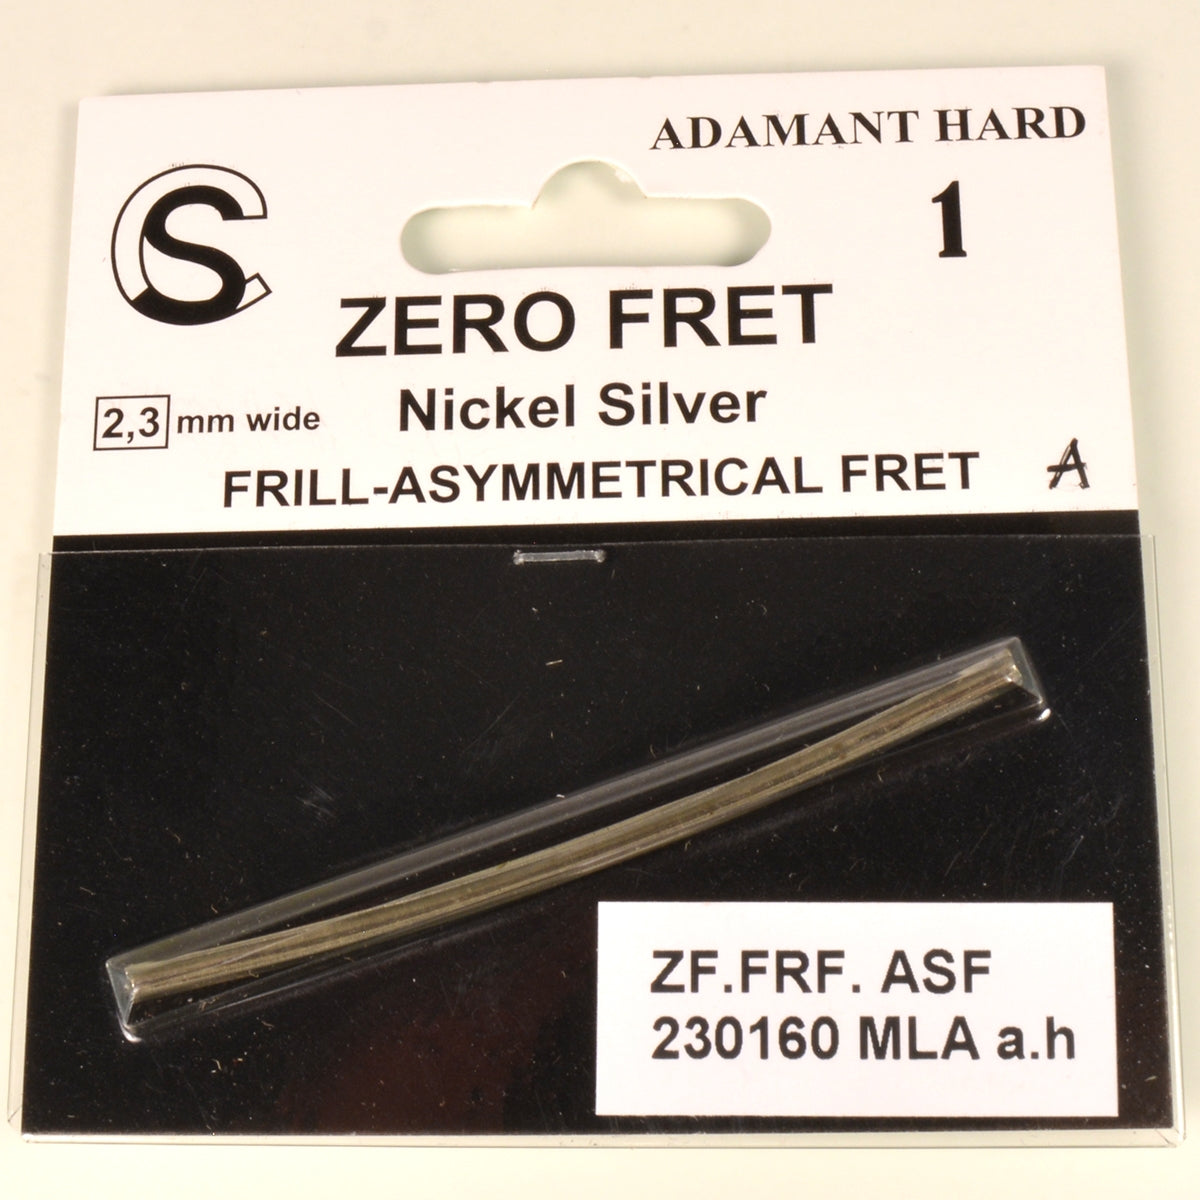 ADAMANT HARD
CS
1
ZERO FRET
2,3 mm wide
Nickel Silver
FRILL-ASYMMETRICAL FRET A
ZF.FRF. ASF
230160 MLA a.h